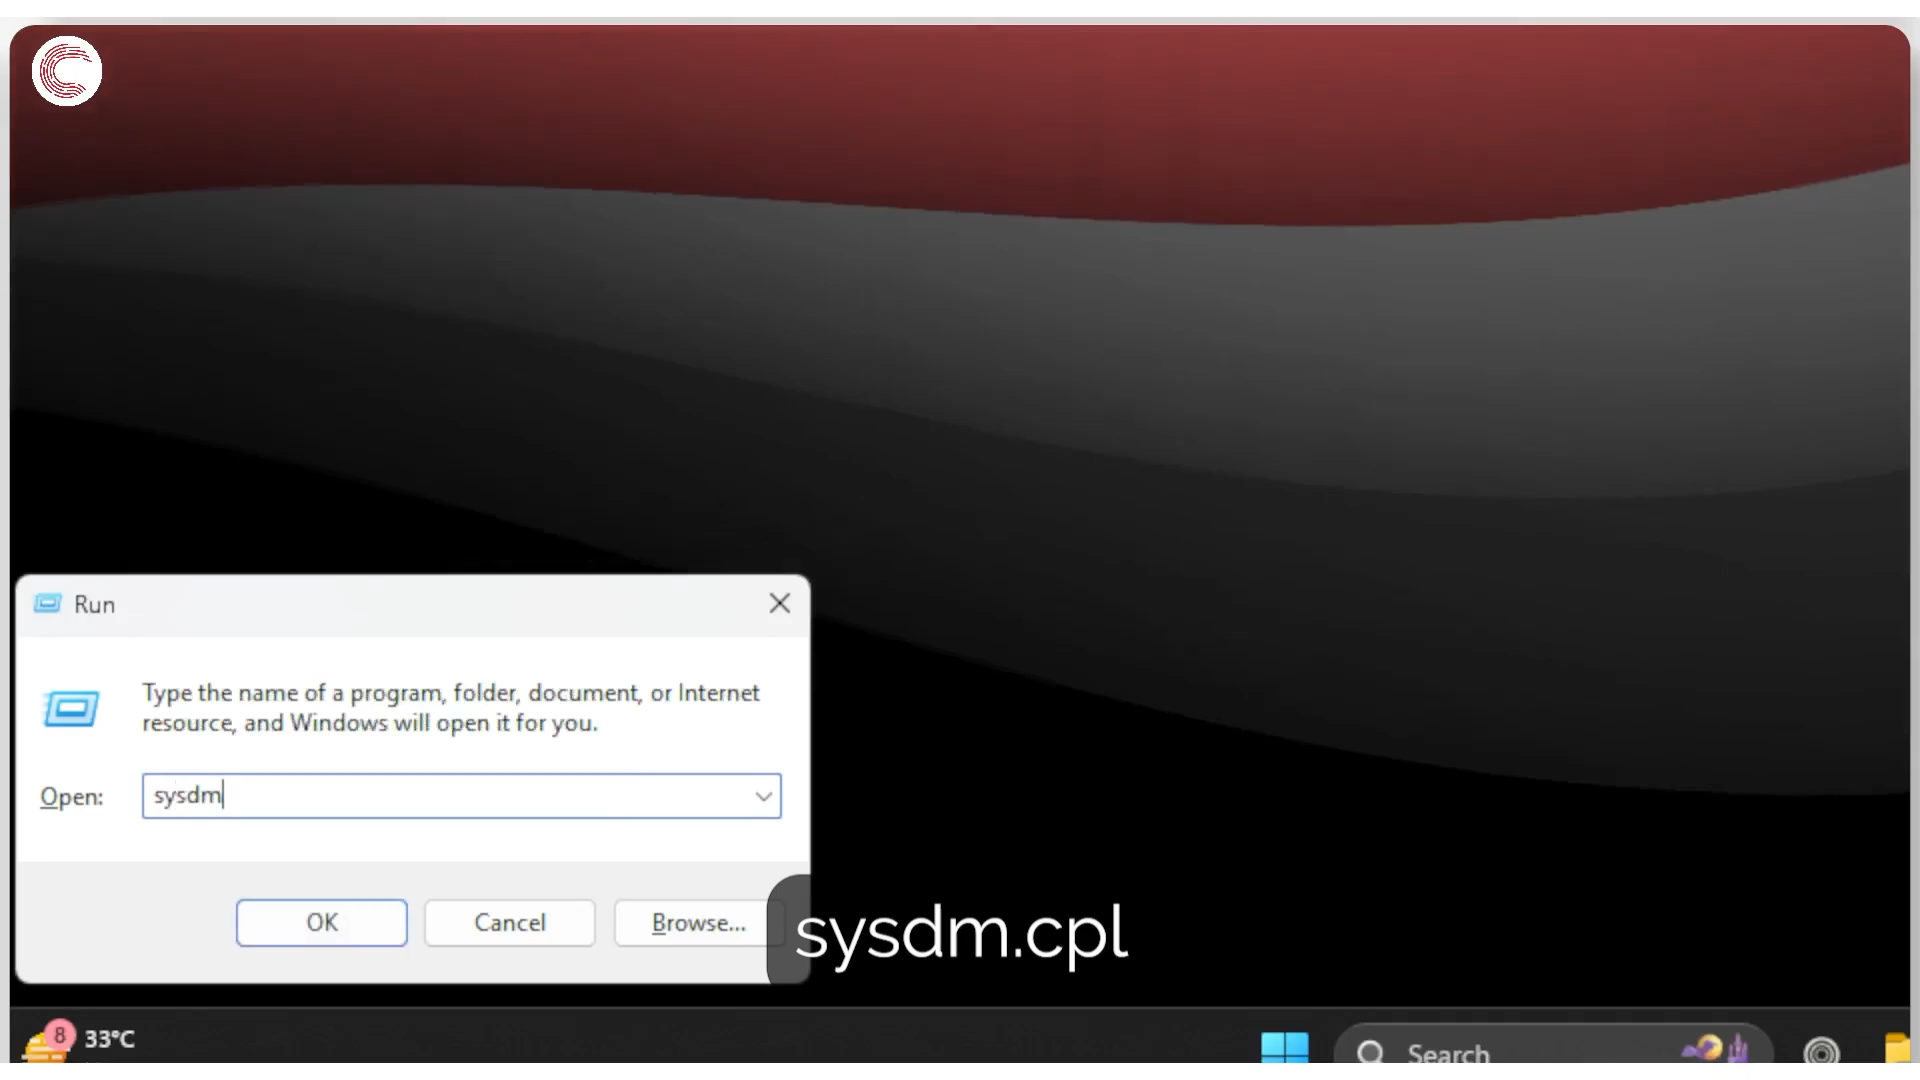 Run
Type the name of a program, folder, document, or Internet
resource, and Windows will open it for you.
Open:
sysdm
OK
Cancel
Browse...
sysdm.cpl
8
33°C
Search